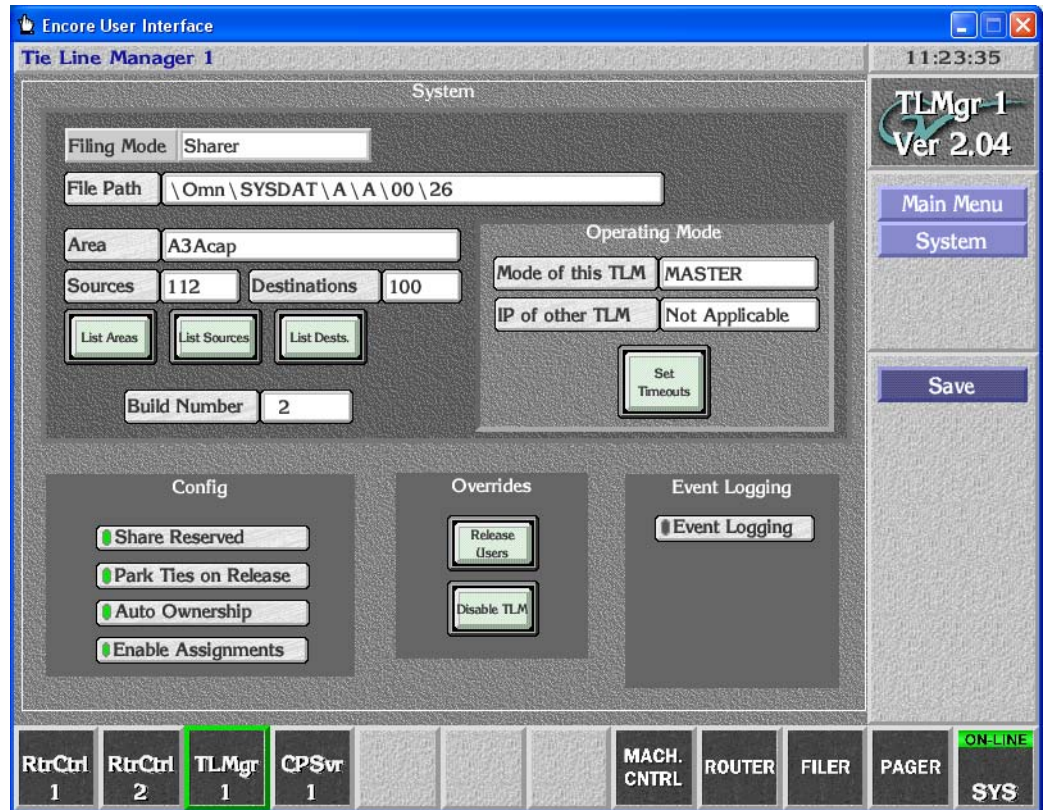 Encore User Interface
Tie Line Manager 1
11:23:35
System
Filing Mode Sharer
File Path \Omn\SYSDAT\A\A\00\26
Area A3Acap
Sources 112 Destinations 100
List Areas List Sources List Dests.
Build Number 2
Operating Mode
Mode of this TLM MASTER
IP of other TLM Not Applicable
Set
Timeouts
Config
Share Reserved
Park Ties on Release
Auto Ownership
Enable Assignments
Overrides
Release
Users
Disable TLM
Event Logging
Event Logging
TLMgr 1
Ver 2.04
Main Menu
System
Save
RtrCtrl
1
RtrCtrl
2
TLMgr
1
CPSvr
1
MACH.
CNTRL
ROUTER
FILER
PAGER
ON-LINE
SYS